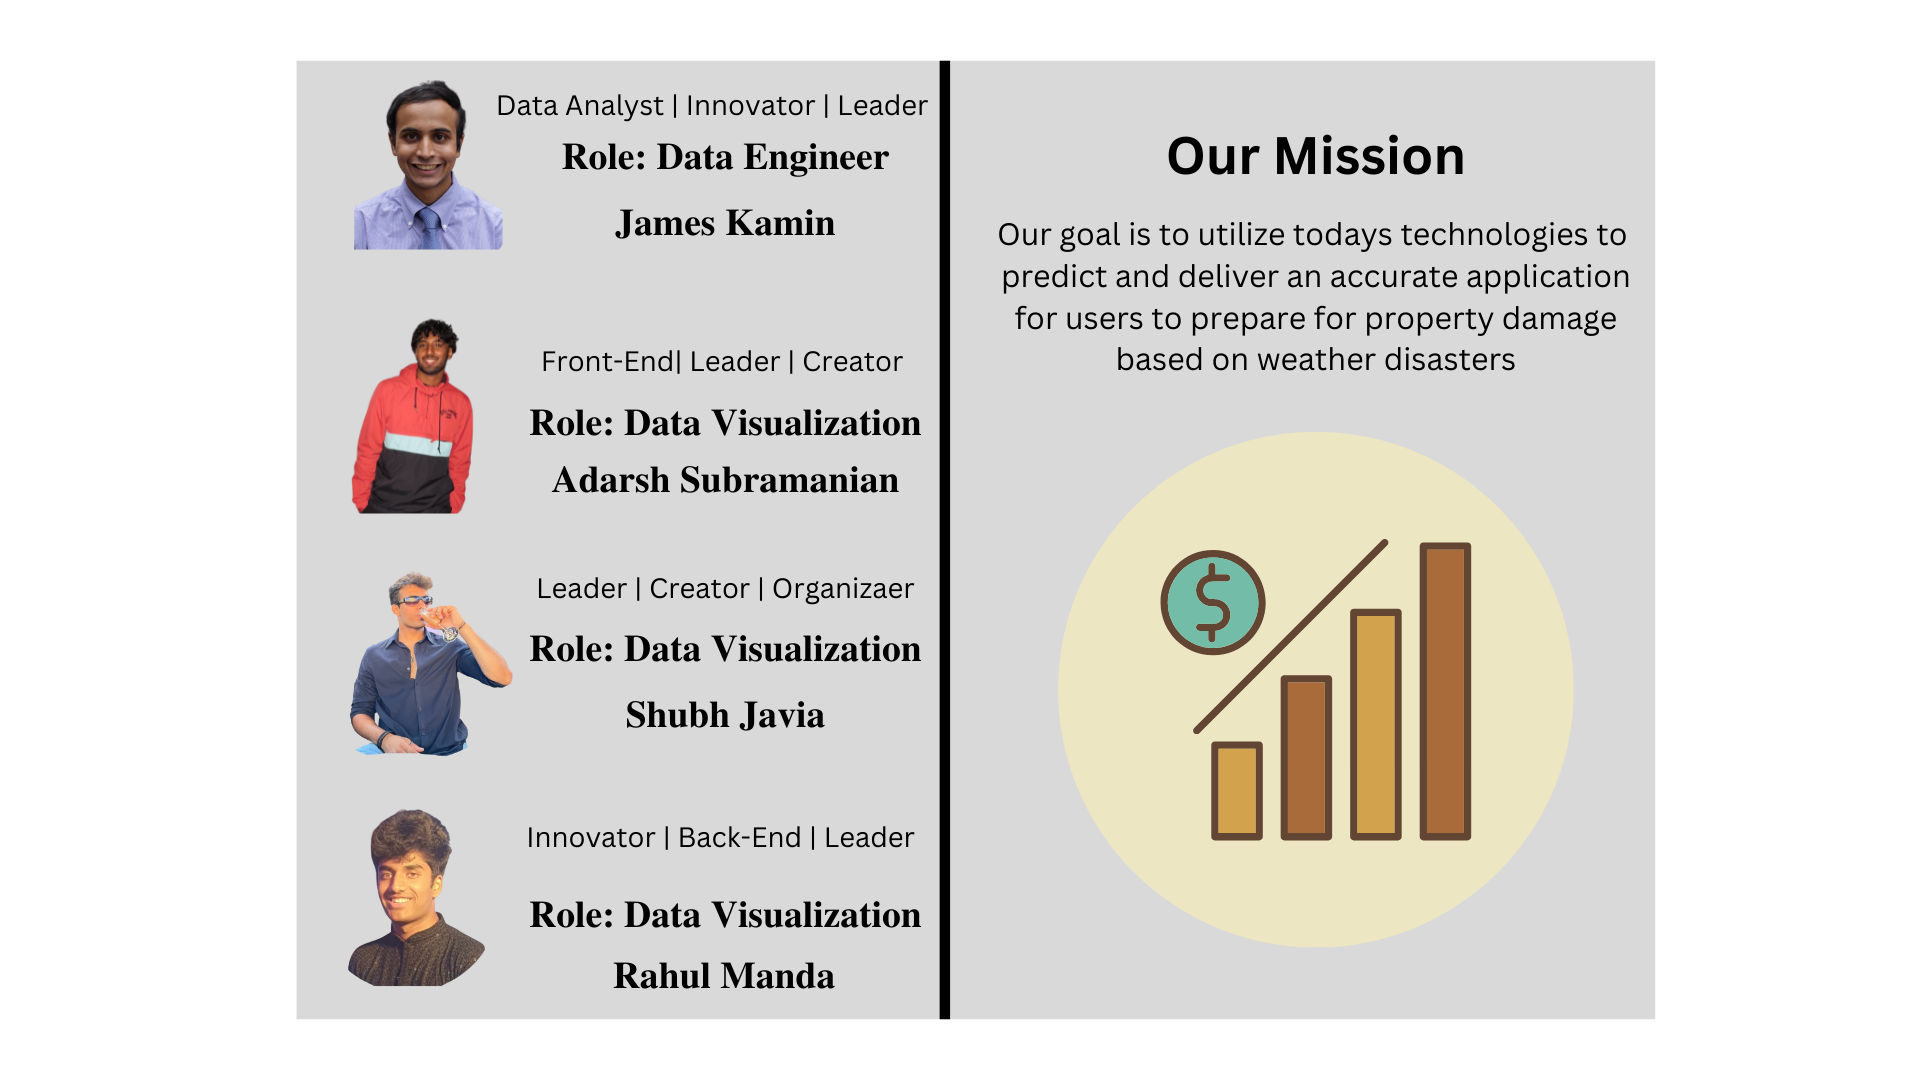 Data Analyst | Innovator | Leader
Role: Data Engineer
James Kamin
Front-End| Leader | Creator
Role: Data Visualization
Adarsh Subramanian
Leader | Creator | Organizaer
Role: Data Visualization
Shubh Javia
Innovator | Back-End | Leader
Role: Data Visualization
Rahul Manda
Our Mission
Our goal is to utilize todays technologies to
predict and deliver an accurate application
for users to prepare for property damage
based on weather disasters
$